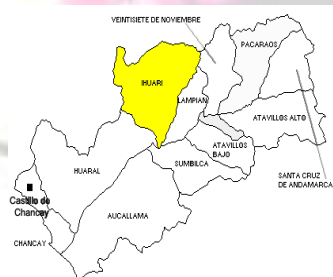 VEINTISIETE DE NOVIEMBRE
PACARAOS
IHUARI
LAMPIAN
ATAVILLOS ALTO
ATAVILLOS
BAJO
SUMBILCA
HUARAL
SANTA CRUZ
DE ANDAMARCA
Castillo de
Chancay
AUCALLAMA
CHANCAY